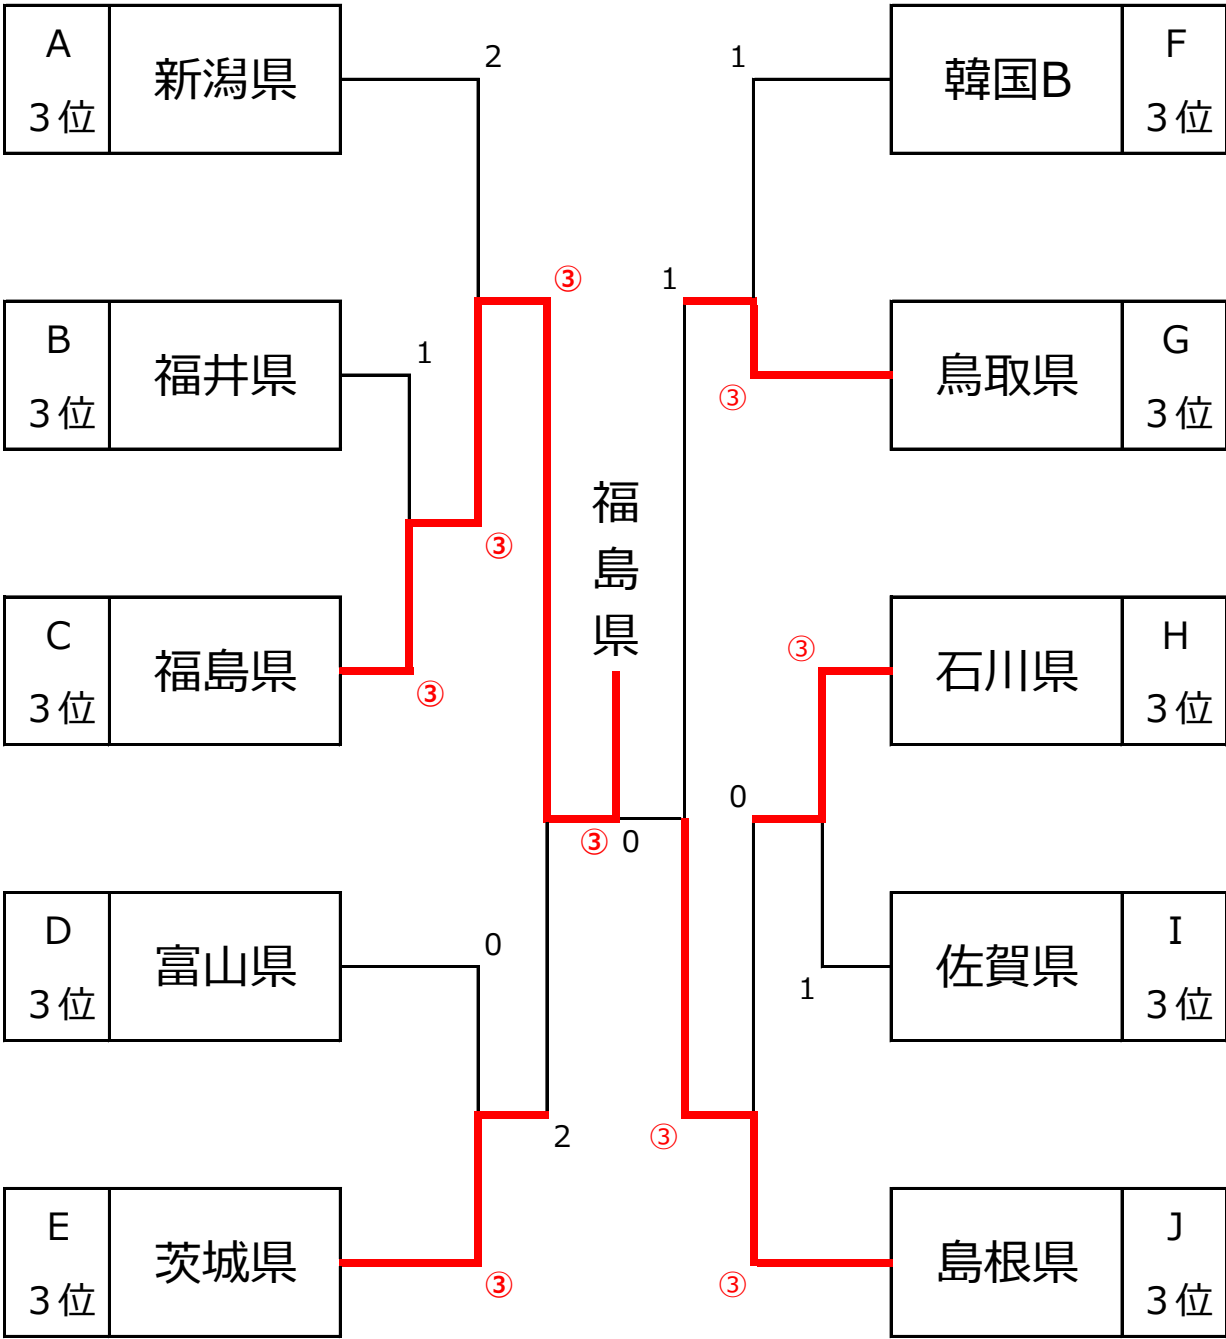 A
3位
新潟県
2
B
3位
福井県
1
③
③
C
3位
福島県
③
D
3位
富山県
0
2
E
3位
茨城県
③
福島県
③
0
1
韓国B
F
3位
1
③
鳥取県
G
3位
③
石川県
H
3位
0
1
佐賀県
I
3位
③
③
島根県
J
3位